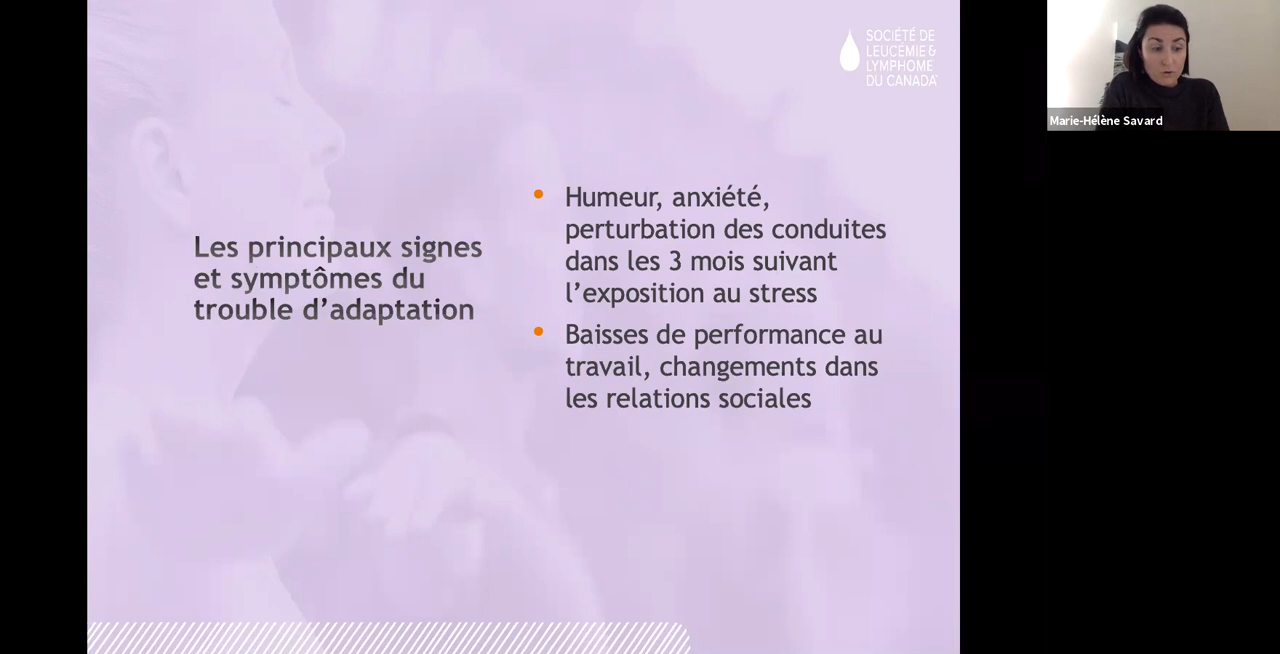 SOCIÉTÉ DE
LEUCÉMIE &
LYMPHOME
DU CANADA
Marie-Hélène Savard
Les principaux signes
et symptômes du
trouble d’adaptation
• Humeur, anxiété,
perturbation des conduites
dans les 3 mois suivant
l’exposition au stress
• Baisses de performance au
travail, changements dans
les relations sociales